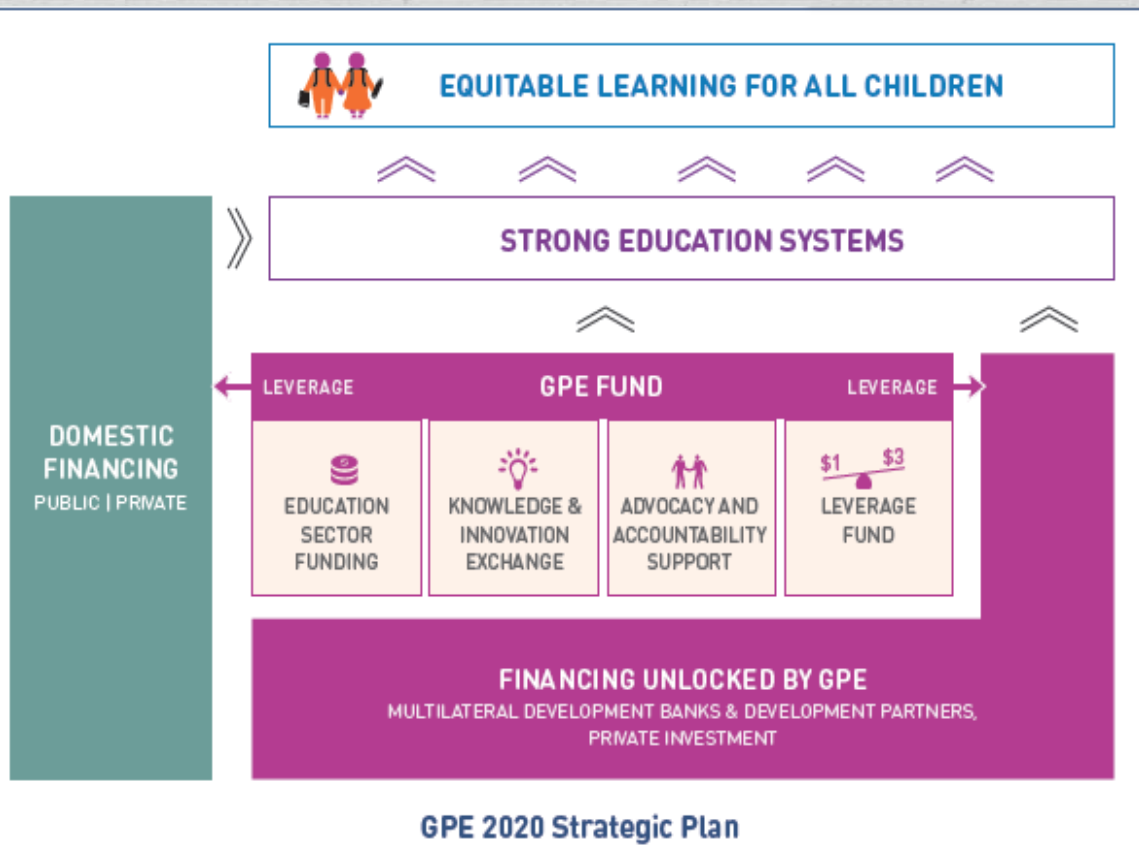 EQUITABLE LEARNING FOR ALL CHILDREN
STRONG EDUCATION SYSTEMS
DOMESTIC
FINANCING
PUBLIC | PRIVATE
LEVERAGE
GPE FUND
LEVERAGE
EDUCATION
SECTOR
FUNDING
KNOWLEDGE &
INNOVATION
EXCHANGE
ADVOCACY AND
ACCOUNTABILITY
SUPPORT
$1 $3
LEVERAGE
FUND
FINANCING UNLOCKED BY GPE
MULTILATERAL DEVELOPMENT BANKS & DEVELOPMENT PARTNERS,
PRIVATE INVESTMENT
GPE 2020 Strategic Plan